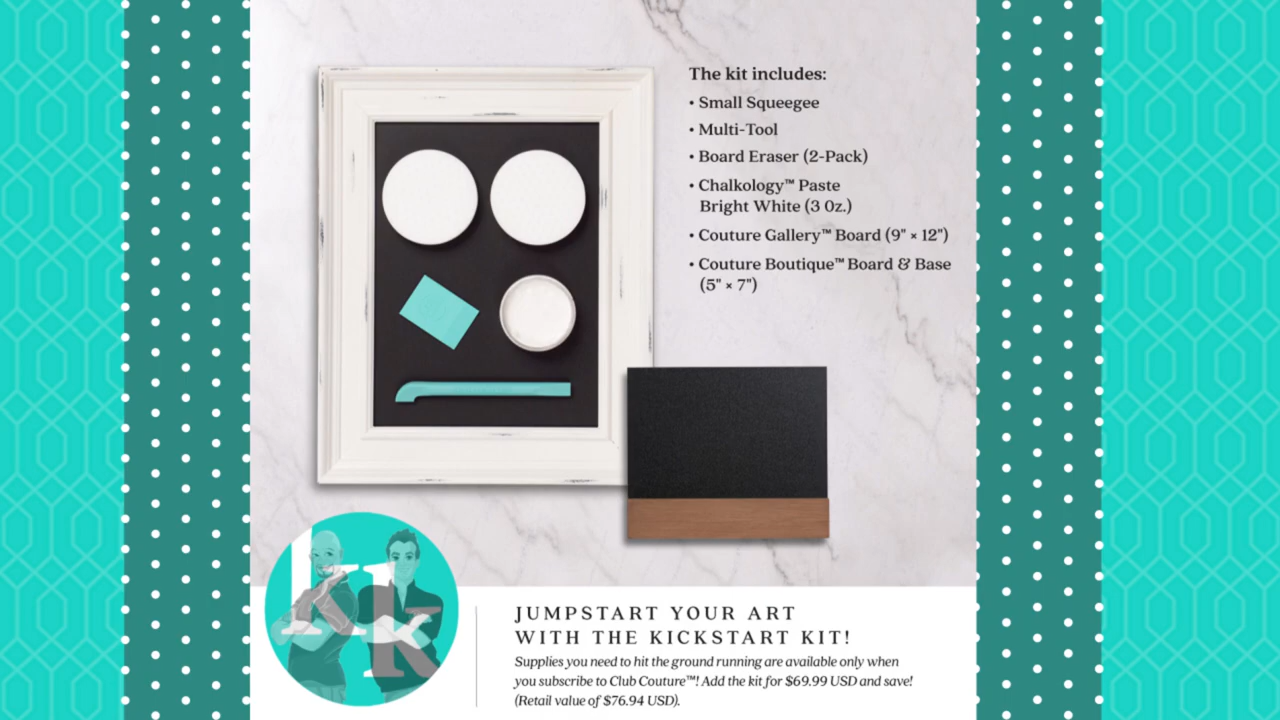 The kit includes:
• Small Squeegee
• Multi-Tool
• Board Eraser (2-Pack)
• Chalkology™ Paste
Bright White (3 Oz.)
• Couture Gallery™ Board (9" × 12")
• Couture Boutique™ Board & Base
(5" × 7")
kk
JUMPSTART YOUR ART
WITH THE KICKSTART KIT!
Supplies you need to hit the ground running are available only when
you subscribe to Club Couture™! Add the kit for $69.99 USD and save!
(Retail value of $76.94 USD).